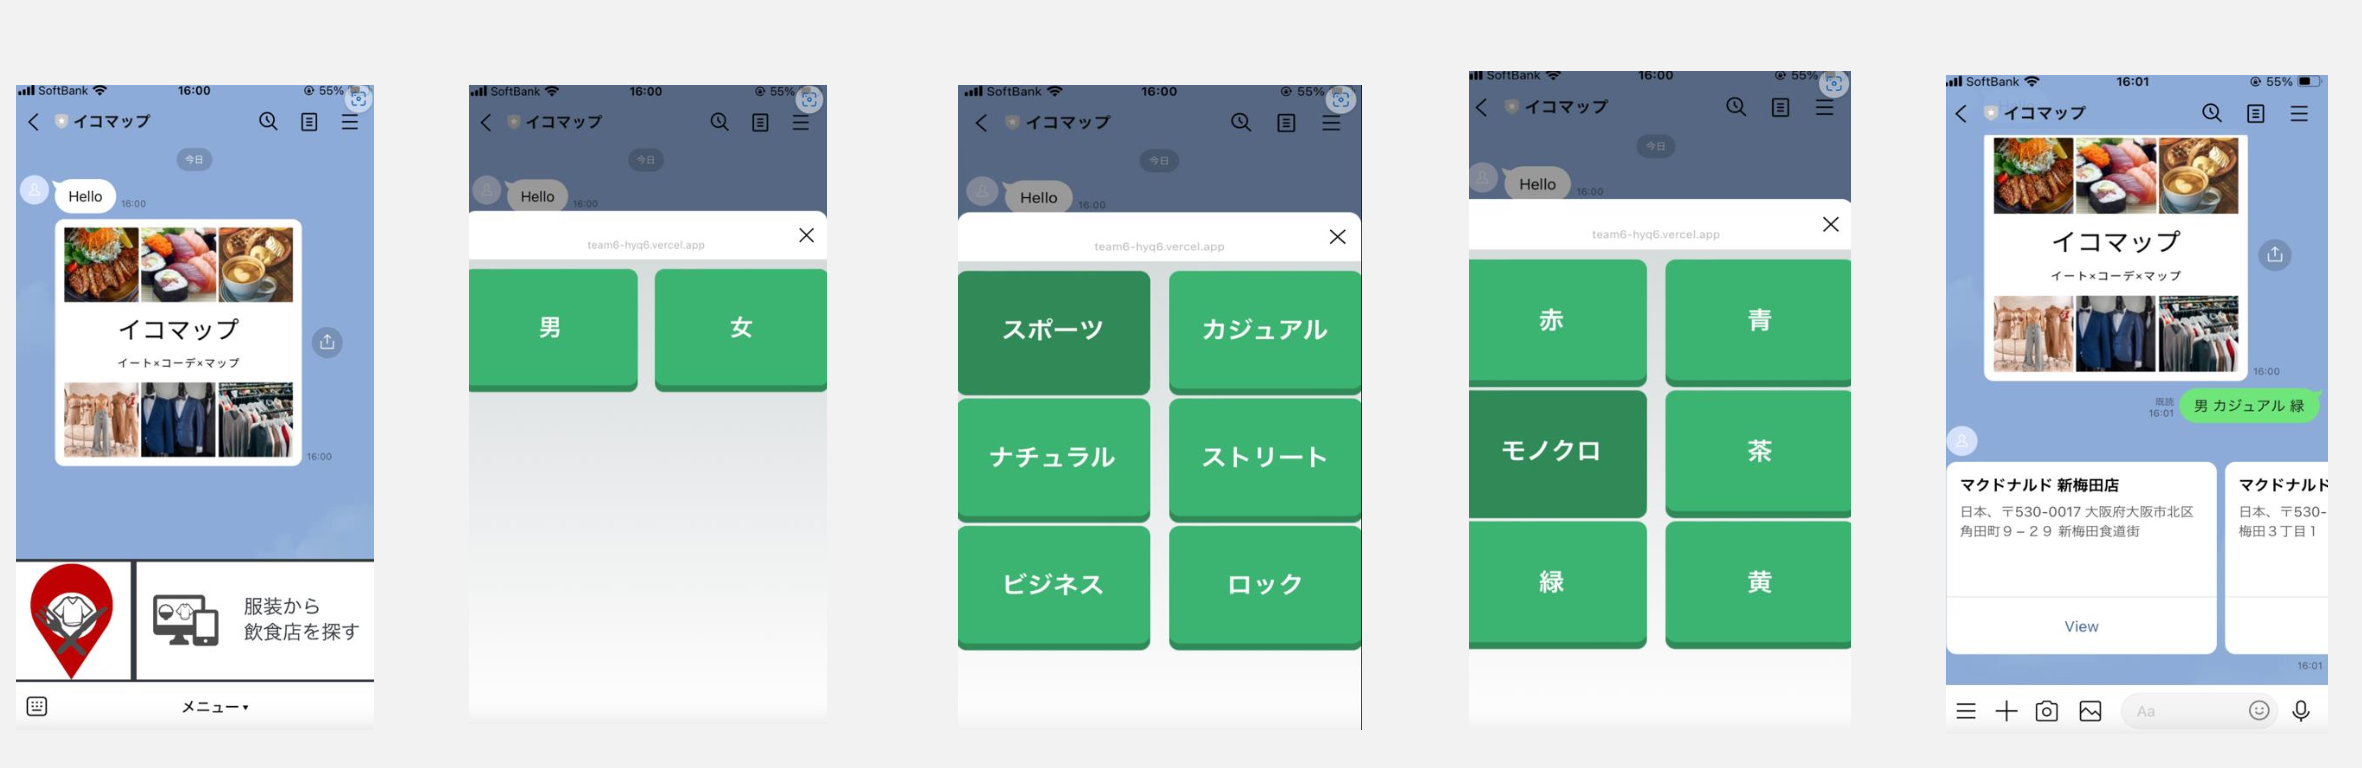 SoftBank 16:00 55%
イコマップ
今日
Hello
16:00
イコマップ
イート×コーデ×マップ
16:00
服装から
飲食店を探す
メニュー▾
SoftBank 16:00 55%
イコマップ
今日
Hello
16:00
team6-hyq6.vercel.app
男 女
SoftBank 16:00 55%
イコマップ
今日
Hello
16:00
team6-hyq6.vercel.app
スポーツ カジュアル
ナチュラル ストリート
ビジネス ロック
SoftBank 16:00 55%
イコマップ
今日
Hello
16:00
team6-hyq6.vercel.app
赤 青
モノクロ 茶
緑 黄
SoftBank 16:01 55%
イコマップ
イコマップ
イート×コーデ×マップ
16:00
既読
16:01
男 カジュアル 緑
マクドナルド 新梅田店
日本、〒530-0017 大阪府大阪市北区
角田町９−２９ 新梅田食道街
View
マクドナルド
日本、〒530-
梅田３丁目１
16:01
Aa